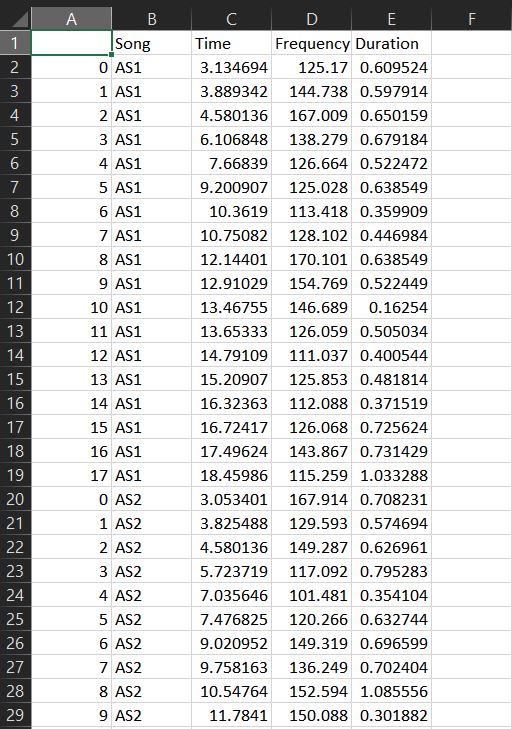 A B C D E F
1 Song Time Frequency Duration
2 0 AS1 3.134694 125.17 0.609524
3 1 AS1 3.889342 144.738 0.597914
4 2 AS1 4.580136 167.009 0.650159
5 3 AS1 6.106848 138.279 0.679184
6 4 AS1 7.66839 126.664 0.522472
7 5 AS1 9.200907 125.028 0.638549
8 6 AS1 10.3619 113.418 0.359909
9 7 AS1 10.75082 128.102 0.446984
10 8 AS1 12.14401 170.101 0.638549
11 9 AS1 12.91029 154.769 0.522449
12 10 AS1 13.46755 146.689 0.16254
13 11 AS1 13.65333 126.059 0.505034
14 12 AS1 14.79109 111.037 0.400544
15 13 AS1 15.20907 125.853 0.481814
16 14 AS1 16.32363 112.088 0.371519
17 15 AS1 16.72417 126.068 0.725624
18 16 AS1 17.49624 143.867 0.731429
19 17 AS1 18.45986 115.259 1.033288
20 0 AS2 3.053401 167.914 0.708231
21 1 AS2 3.825488 129.593 0.574694
22 2 AS2 4.580136 149.287 0.626961
23 3 AS2 5.723719 117.092 0.795283
24 4 AS2 7.035646 101.481 0.354104
25 5 AS2 7.476825 120.266 0.632744
26 6 AS2 9.020952 149.319 0.696599
27 7 AS2 9.758163 136.249 0.702404
28 8 AS2 10.54764 152.594 1.085556
29 9 AS2 11.7841 150.088 0.301882